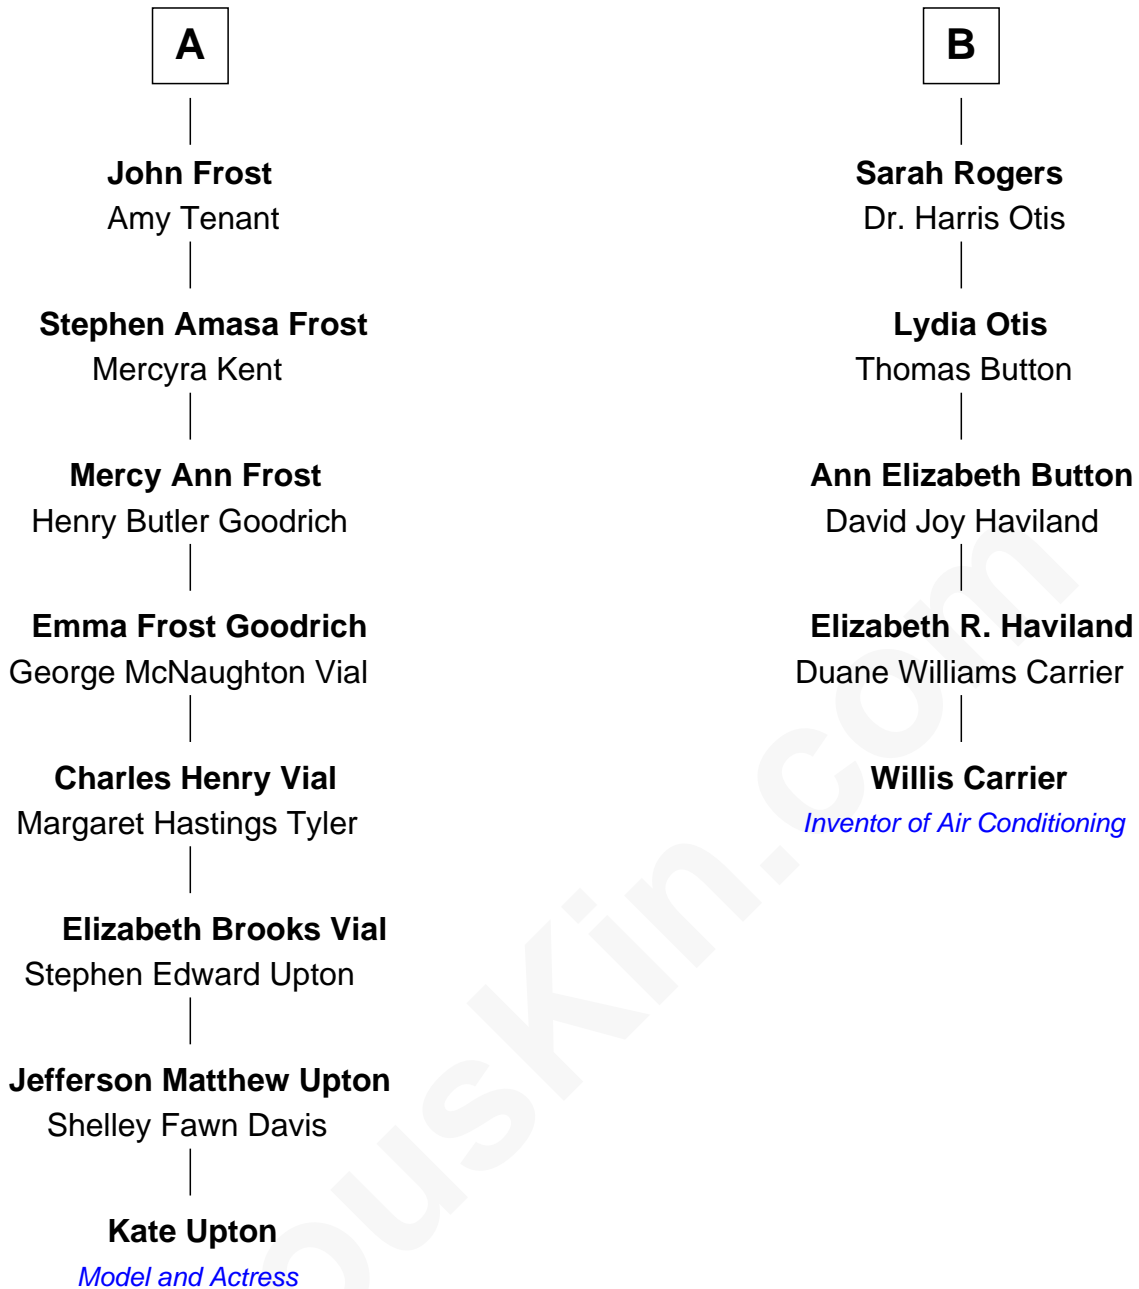 A
John Frost
Amy Tenant
Stephen Amasa Frost
Mercyra Kent
Mercy Ann Frost
Henry Butler Goodrich
Emma Frost Goodrich
George McNaughton Vial
Charles Henry Vial
Margaret Hastings Tyler
Elizabeth Brooks Vial
Stephen Edward Upton
Jefferson Matthew Upton
Shelley Fawn Davis
Kate Upton
Model and Actress
B
Sarah Rogers
Dr. Harris Otis
Lydia Otis
Thomas Button
Ann Elizabeth Button
David Joy Haviland
Elizabeth R. Haviland
Duane Williams Carrier
Willis Carrier
Inventor of Air Conditioning
ousKin.com